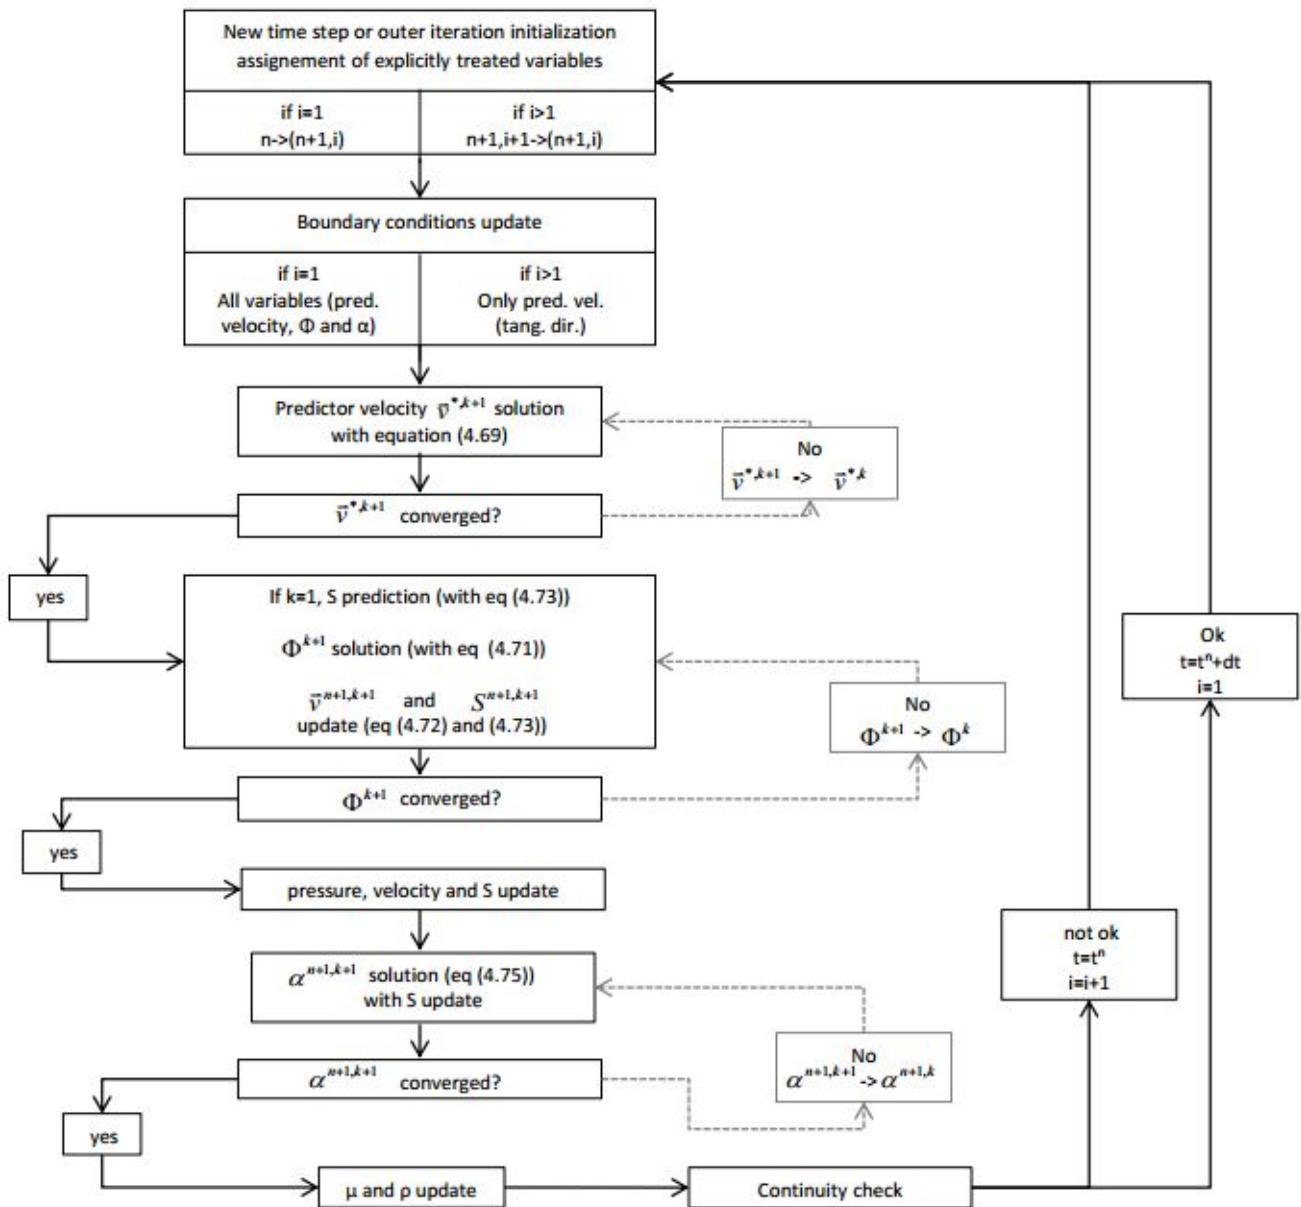 New time step or outer iteration initialization
assignement of explicitly treated variables
if i=1
n->(n+1,i)
if i>1
n+1,i+1->(n+1,i)
Boundary conditions update
if i=1
All variables (pred.
velocity, Φ and α)
if i>1
Only pred. vel.
(tang. dir.)
Predictor velocity v̄*,k+1 solution
with equation (4.69)
No
v̄*,k+1 -> v̄*,k
v̄*,k+1 converged?
yes
If k=1, S prediction (with eq (4.73))
Φk+1 solution (with eq (4.71))
v̄n+1,k+1 and Sn+1,k+1
update (eq (4.72) and (4.73))
No
Φk+1 -> Φk
Ok
t=tn+dt
i=1
Φk+1 converged?
yes
pressure, velocity and S update
αn+1,k+1 solution (eq (4.75))
with S update
not ok
t=tn
i=i+1
No
αn+1,k+1->αn+1,k
αn+1,k+1 converged?
yes
μ and ρ update
Continuity check